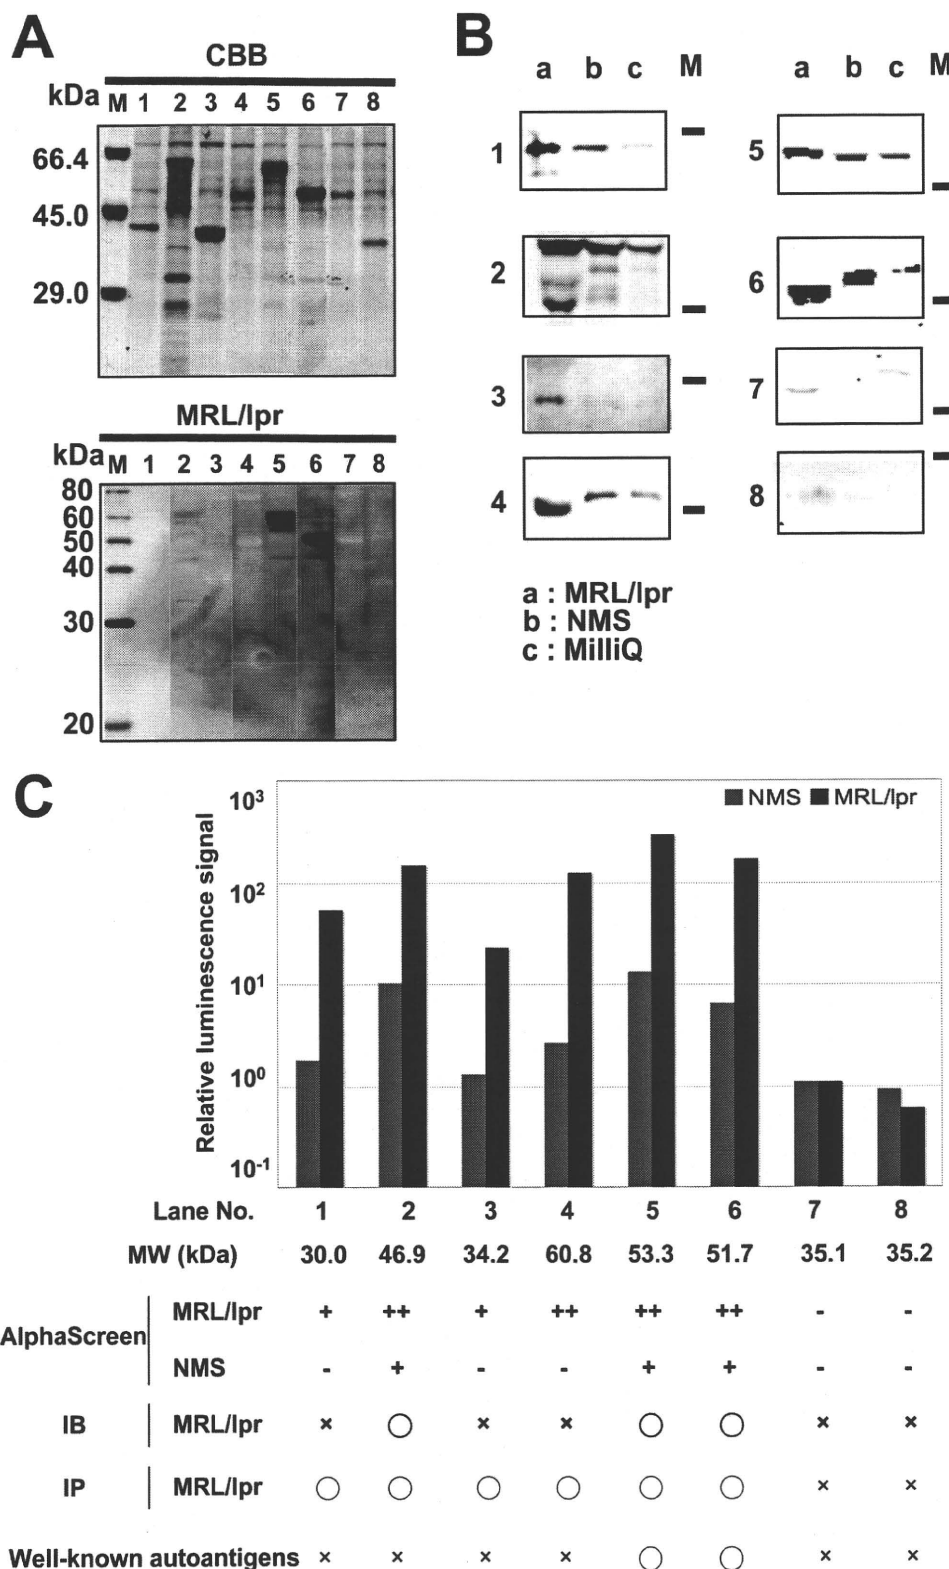 A
CBB
kDa M 1 2 3 4 5 6 7 8
66.4
45.0
29.0
MRL/lpr
kDa M 1 2 3 4 5 6 7 8
80
60
50
40
30
20
B
a b c M
1
2
3
4
a b c M
5
6
7
8
a : MRL/lpr
b : NMS
c : MilliQ
C
NMS MRL/lpr
Relative luminescence signal
10³
10²
10¹
10⁰
10⁻¹
Lane No. 1 2 3 4 5 6 7 8
MW (kDa) 30.0 46.9 34.2 60.8 53.3 51.7 35.1 35.2
AlphaScreen MRL/lpr + ++ + ++ ++ ++ - -
NMS - + - - + + - -
IB MRL/lpr × ○ × × ○ ○ × ×
IP MRL/lpr ○ ○ ○ ○ ○ ○ × ×
Well-known autoantigens × × × × ○ ○ × ×